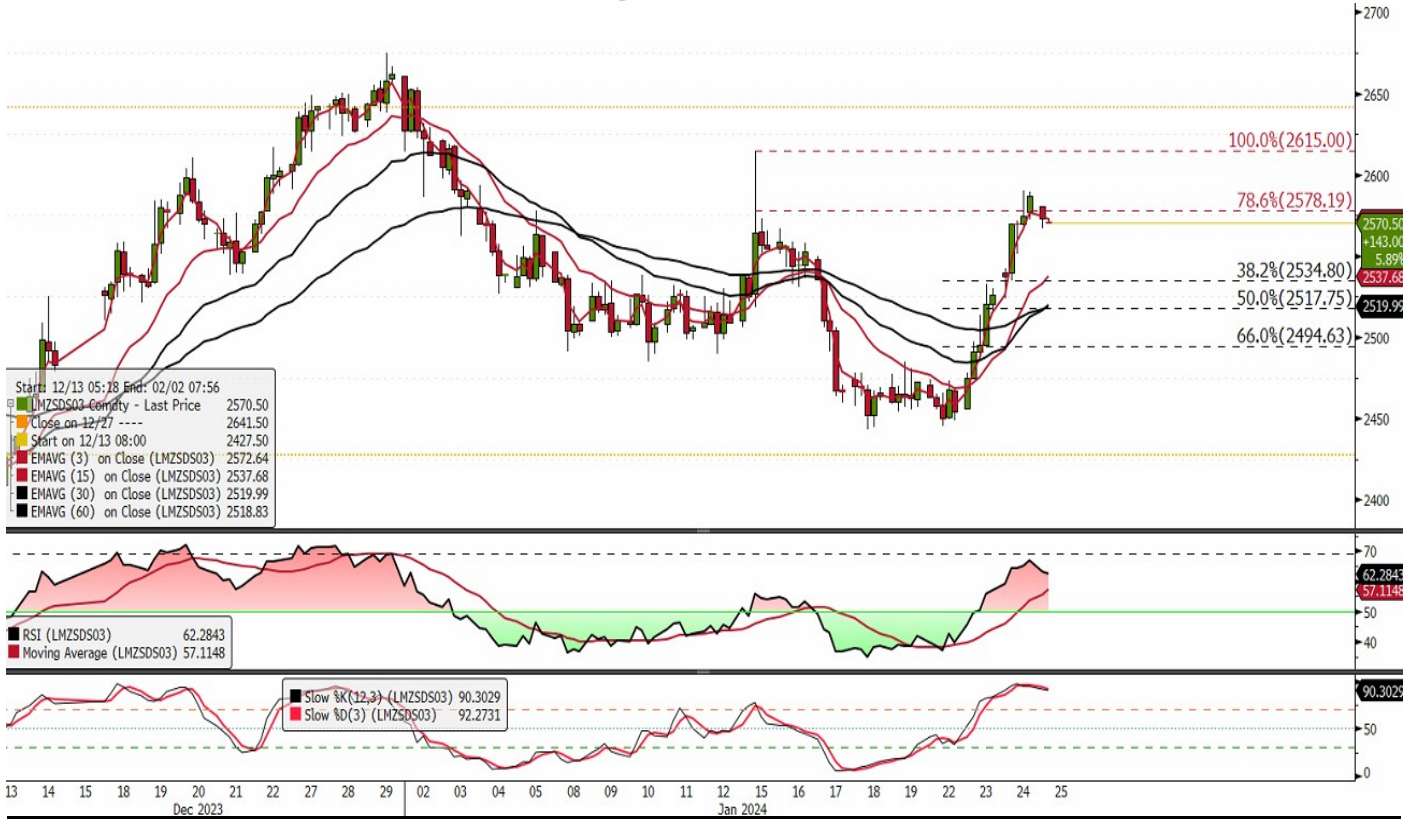 2700
2650
100.0%(2615.00)
2600
78.6%(2578.19)
2570.50
+143.00
5.89%
38.2%(2534.80)
2537.68
50.0%(2517.75)
2519.99
66.0%(2494.63)
2500
2450
2400
Start: 12/13 05:18 End: 02/02 07:56
LMZSDS03 Comdty - Last Price 2570.50
Close on 12/27 ---- 2641.50
Start on 12/13 08:00 2427.50
EMAVG (3) on Close (LMZSDS03) 2572.64
EMAVG (15) on Close (LMZSDS03) 2537.68
EMAVG (30) on Close (LMZSDS03) 2519.99
EMAVG (60) on Close (LMZSDS03) 2518.83
70
62.2843
57.1148
50
40
RSI (LMZSDS03) 62.2843
Moving Average (LMZSDS03) 57.1148
Slow %K(12,3) (LMZSDS03) 90.3029
Slow %D(3) (LMZSDS03) 92.2731
90.3029
50
0
13 14 15 18 19 20 21 22 27 28 29 02 03 04 05 08 09 10 11 12 15 16 17 18 19 22 23 24 25
Dec 2023 Jan 2024